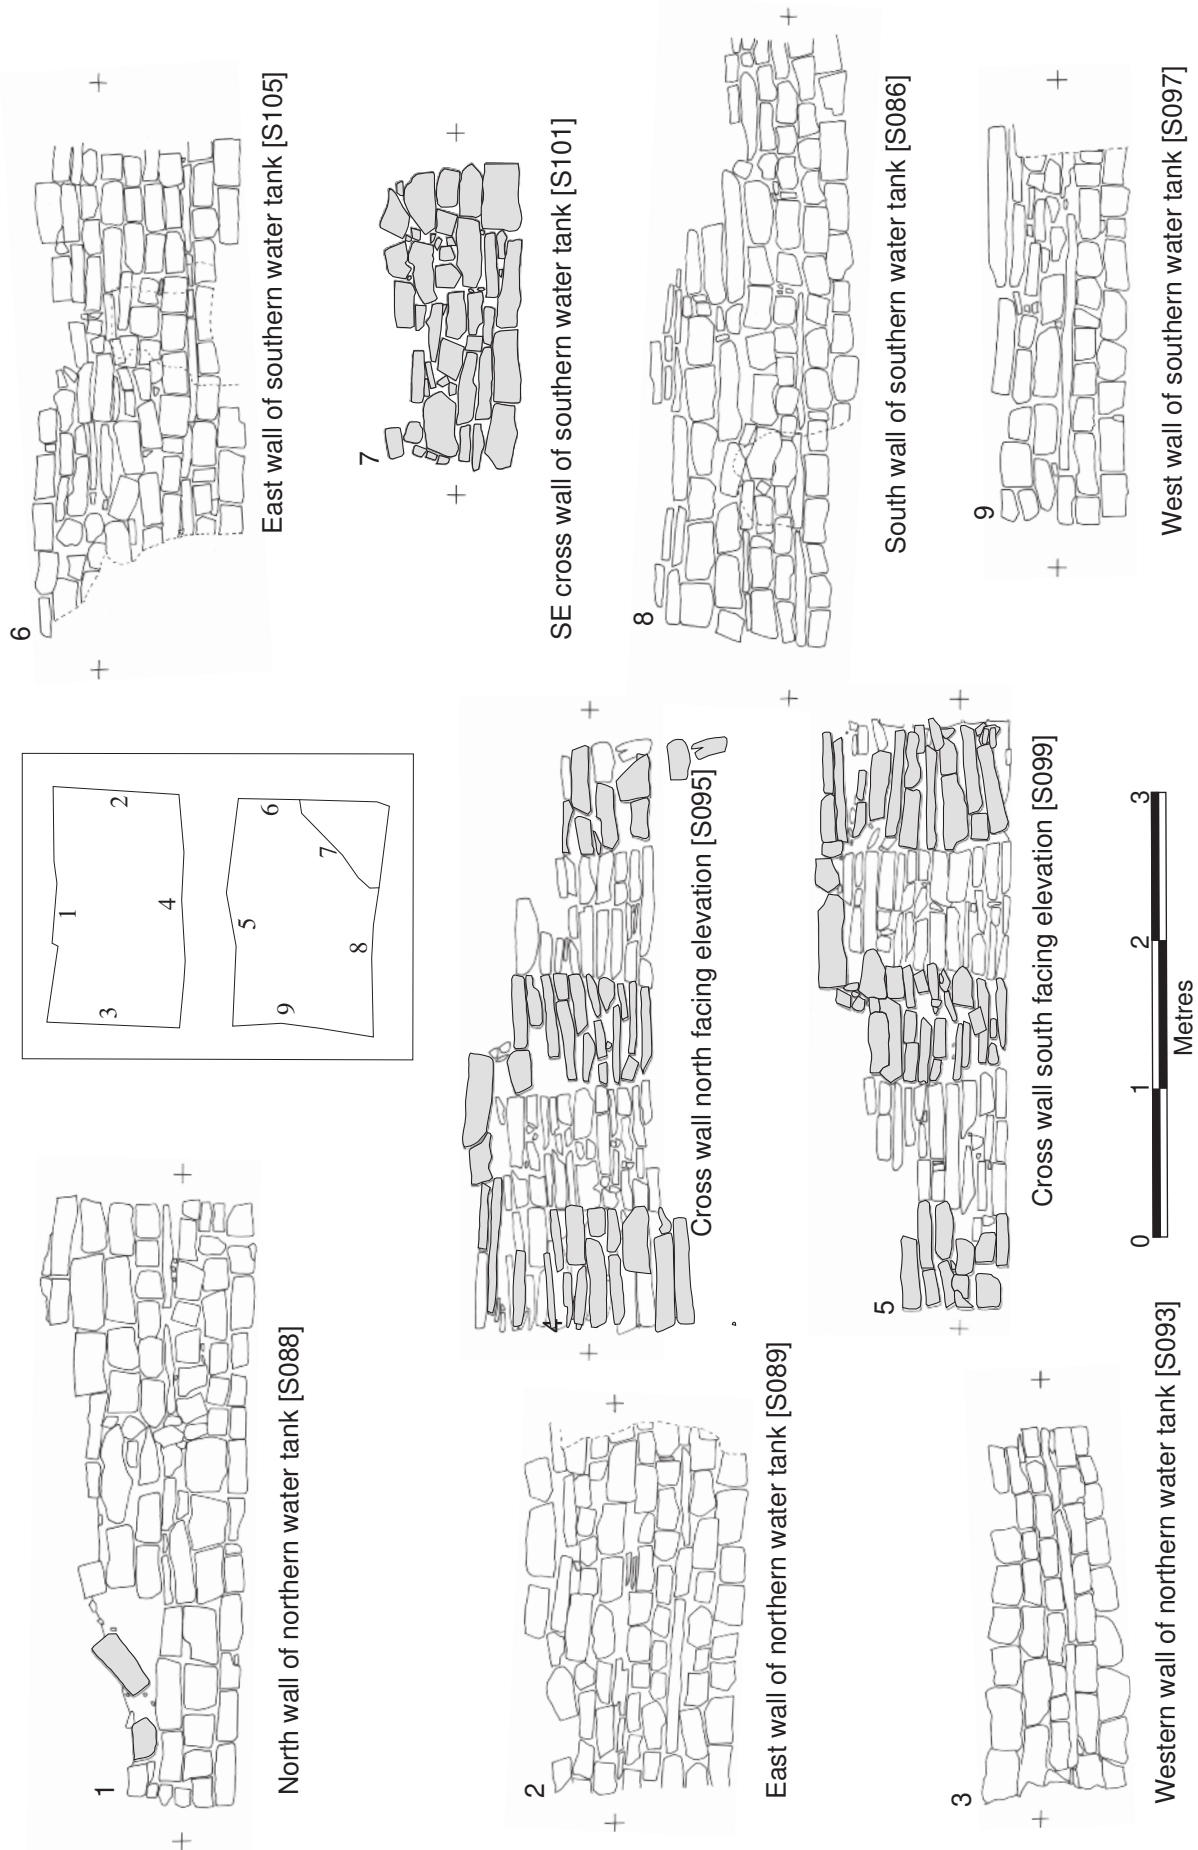 1
North wall of northern water tank [S088]
2
East wall of northern water tank [S089]
3
Western wall of northern water tank [S093]
1
2
3
4
5
6
7
8
9
4
Cross wall north facing elevation [S095]
5
Cross wall south facing elevation [S099]
0 1 2 3
Metres
6
East wall of southern water tank [S105]
7
SE cross wall of southern water tank [S101]
8
South wall of southern water tank [S086]
9
West wall of southern water tank [S097]